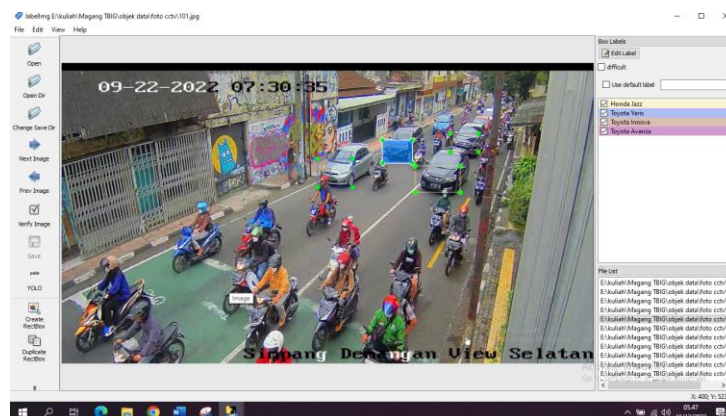 labelImg E:\kuliah\Magang TBIG\objek data\foto cctv\101.jpg
File Edit View Help
Open
Open Dir
Change Save Dir
Next Image
Prev Image
Verify Image
Save
YOLO
Create
RectBox
Duplicate
RectBox
09-22-2022 07:30:35
Image
Simpang Demangan View Selatan
Box Labels
Edit Label
difficult
Use default label
Honda Jazz
Toyota Yaris
Toyota Innova
Toyota Avanza
File List
E:\kuliah\Magang TBIG\objek data\foto cctv\
E:\kuliah\Magang TBIG\objek data\foto cctv\
E:\kuliah\Magang TBIG\objek data\foto cctv\
E:\kuliah\Magang TBIG\objek data\foto cctv\
E:\kuliah\Magang TBIG\objek data\foto cctv\
E:\kuliah\Magang TBIG\objek data\foto cctv\
E:\kuliah\Magang TBIG\objek data\foto cctv\
E:\kuliah\Magang TBIG\objek data\foto cctv\
E:\kuliah\Magang TBIG\objek data\foto cctv\
E:\kuliah\Magang TBIG\objek data\foto cctv\
E:\kuliah\Magang TBIG\objek data\foto cctv\
E:\kuliah\Magang TBIG\objek data\foto cctv\
X: 400; Y:
05.47